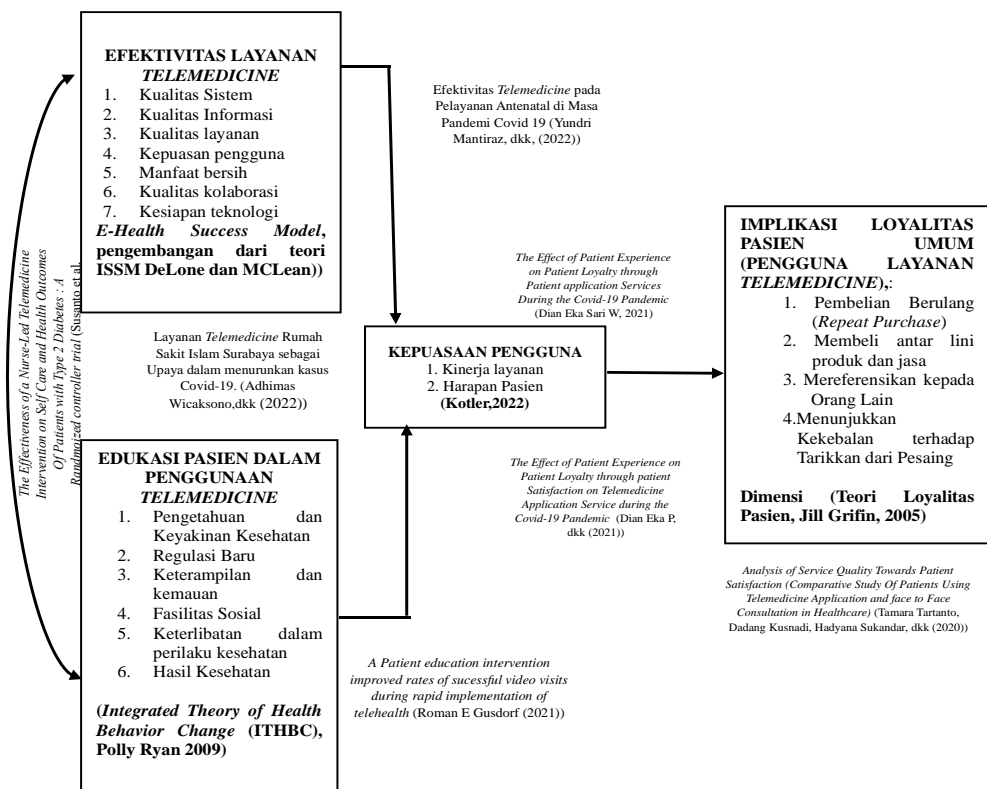 EFEKTIVITAS LAYANAN
TELEMEDICINE
1. Kualitas Sistem
2. Kualitas Informasi
3. Kualitas layanan
4. Kepuasan pengguna
5. Manfaat bersih
6. Kualitas kolaborasi
7. Kesiapan teknologi
E-Health Success Model,
pengembangan dari teori
ISSM DeLone dan MCLean))
The Effectiveness of a Nurse-Led Telemedicine
Intervention on Self Care and Health Outcomes
Of Patients with Type 2 Diabetes : A
Randmoized controller trial (Susanto et al.
Efektivitas Telemedicine pada
Pelayanan Antenatal di Masa
Pandemi Covid 19 (Yundri
Mantiraz, dkk, (2022))
Layanan Telemedicine Rumah
Sakit Islam Surabaya sebagai
Upaya dalam menurunkan kasus
Covid-19. (Adhimas
Wicaksono,dkk (2022))
EDUKASI PASIEN DALAM
PENGGUNAAN
TELEMEDICINE
1. Pengetahuan dan
Keyakinan Kesehatan
2. Regulasi Baru
3. Keterampilan dan
kemauan
4. Fasilitas Sosial
5. Keterlibatan dalam
perilaku kesehatan
6. Hasil Kesehatan
(Integrated Theory of Health
Behavior Change (ITHBC),
Polly Ryan 2009)
The Effect of Patient Experience
on Patient Loyalty through
Patient application Services
During the Covid-19 Pandemic
(Dian Eka Sari W, 2021)
KEPUASAAN PENGGUNA
1. Kinerja layanan
2. Harapan Pasien
(Kotler,2022)
The Effect of Patient Experience on
Patient Loyalty through patient
Satisfaction on Telemedicine
Application Service during the
Covid-19 Pandemic (Dian Eka P,
dkk (2021))
A Patient education intervention
improved rates of sucessful video visits
during rapid implementation of
telehealth (Roman E Gusdorf (2021))
IMPLIKASI LOYALITAS
PASIEN UMUM
(PENGGUNA LAYANAN
TELEMEDICINE),:
1. Pembelian Berulang
(Repeat Purchase)
2. Membeli antar lini
produk dan jasa
3. Mereferensikan kepada
Orang Lain
4.Menunjukkan
Kekebalan terhadap
Tarikkan dari Pesaing
Dimensi (Teori Loyalitas
Pasien, Jill Grifin, 2005)
Analysis of Service Quality Towards Patient
Satisfaction (Comparative Study Of Patients Using
Telemedicine Application and face to Face
Consultation in Healthcare) (Tamara Tartanto,
Dadang Kusnadi, Hadyana Sukandar, dkk (2020))